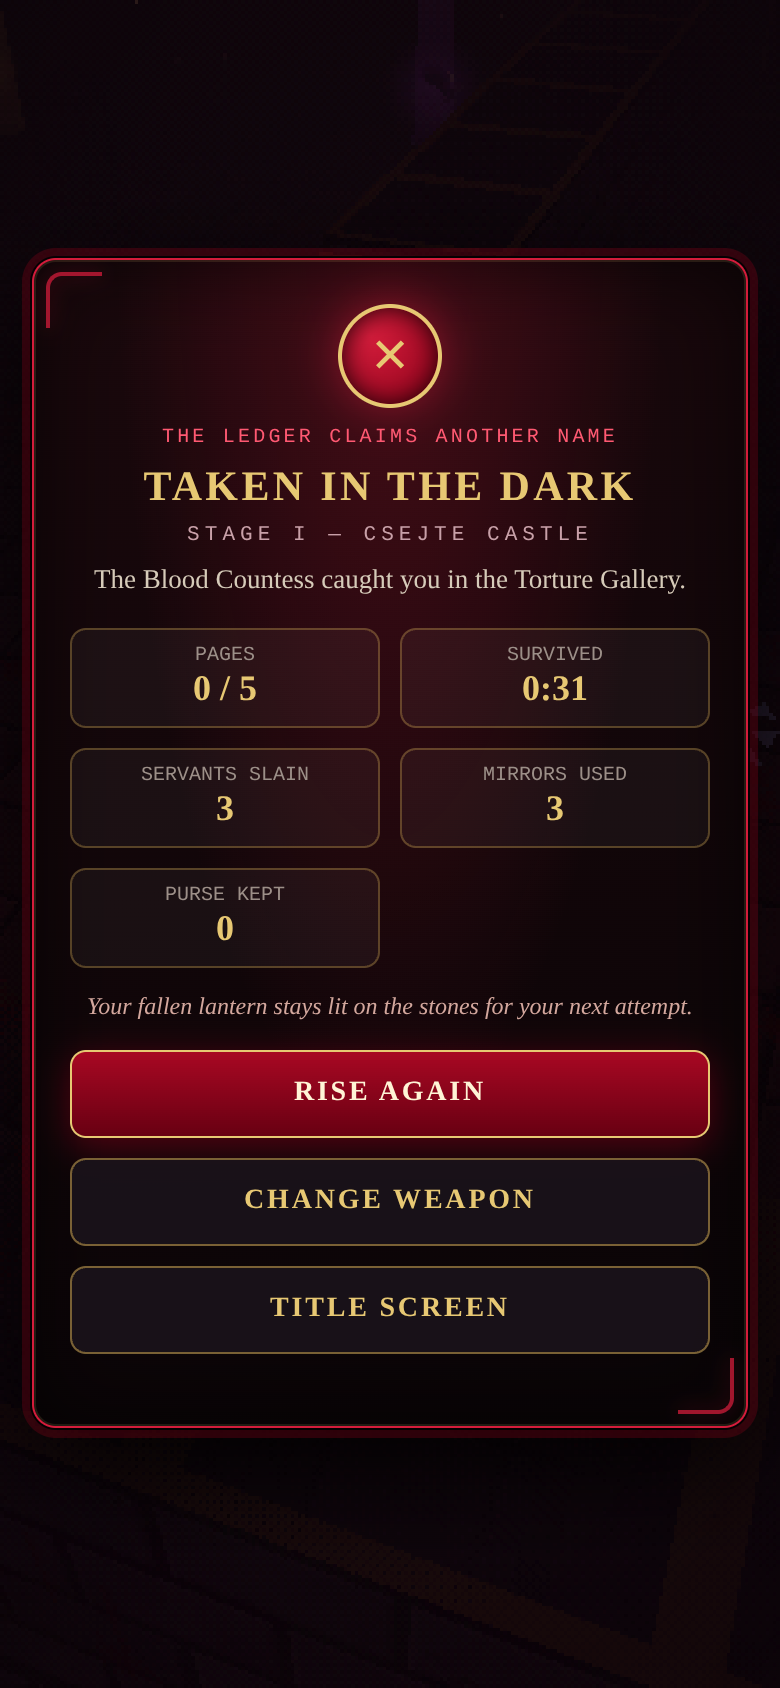 THE LEDGER CLAIMS ANOTHER NAME
TAKEN IN THE DARK
STAGE I — CSEJTE CASTLE
The Blood Countess caught you in the Torture Gallery.
PAGES
0 / 5
SURVIVED
0:31
SERVANTS SLAIN
3
MIRRORS USED
3
PURSE KEPT
0
Your fallen lantern stays lit on the stones for your next attempt.
RISE AGAIN
CHANGE WEAPON
TITLE SCREEN